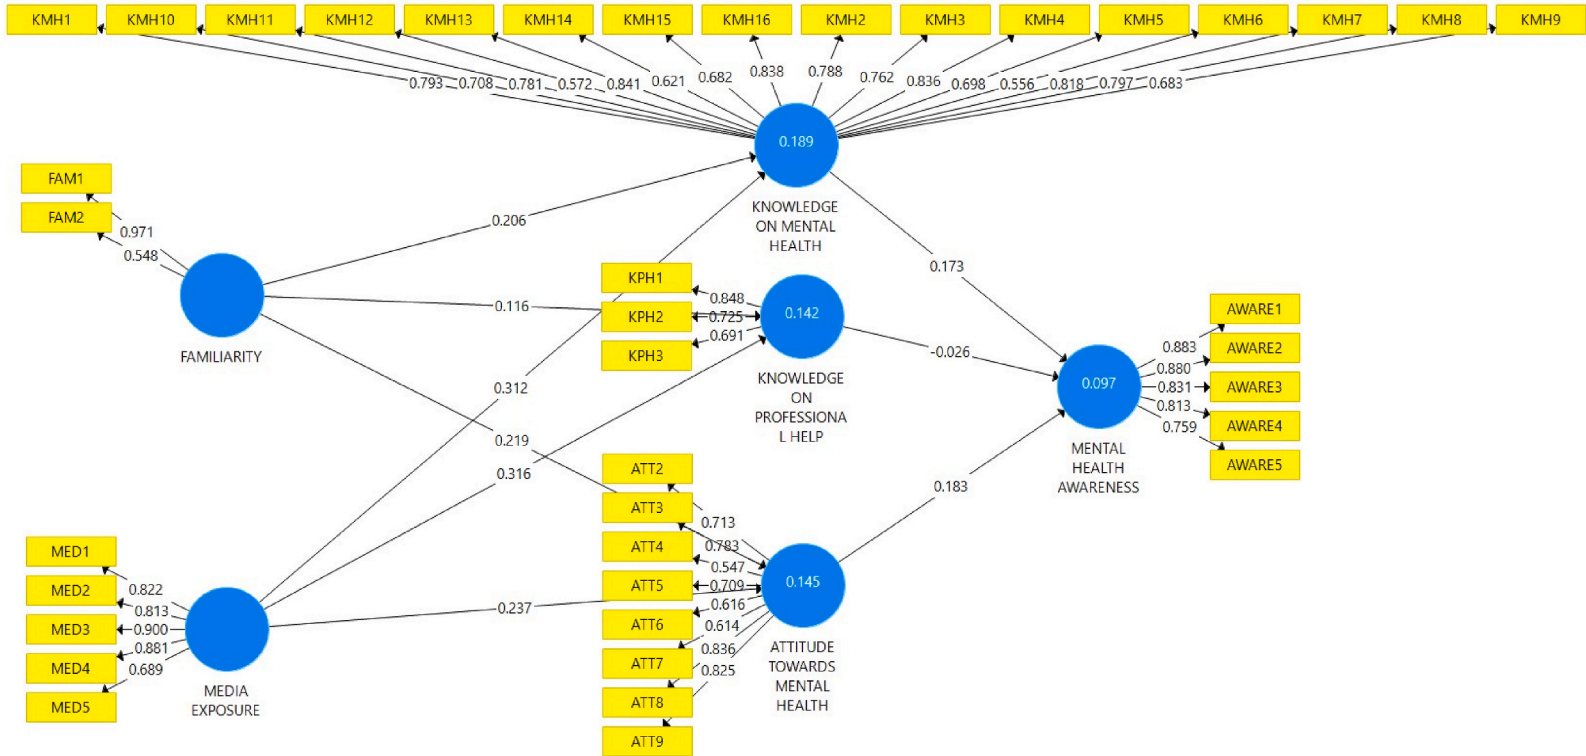 KMH1 KMH10 KMH11 KMH12 KMH13 KMH14 KMH15 KMH16 KMH2 KMH3 KMH4 KMH5 KMH6 KMH7 KMH8 KMH9
0.793 0.708 0.781 0.572 0.841 0.621 0.682 0.838 0.788 0.762 0.836 0.698 0.556 0.818 0.797 0.683
0.189
KNOWLEDGE
ON MENTAL
HEALTH
FAM1
FAM2
0.971
0.548
FAMILIARITY
0.206
0.116
0.312
0.219
0.316
0.237
KPH1
KPH2
KPH3
0.848
0.725
0.691
0.142
KNOWLEDGE
ON
PROFESSIONA
L HELP
0.173
-0.026
0.183
0.097
MENTAL
HEALTH
AWARENESS
AWARE1
AWARE2
AWARE3
AWARE4
AWARE5
0.883
0.880
0.831
0.813
0.759
MED1
MED2
MED3
MED4
MED5
0.822
0.813
0.900
0.881
0.689
MEDIA
EXPOSURE
ATT2
ATT3
ATT4
ATT5
ATT6
ATT7
ATT8
ATT9
0.713
0.783
0.547
0.709
0.616
0.614
0.836
0.825
0.145
ATTITUDE
TOWARDS
MENTAL
HEALTH